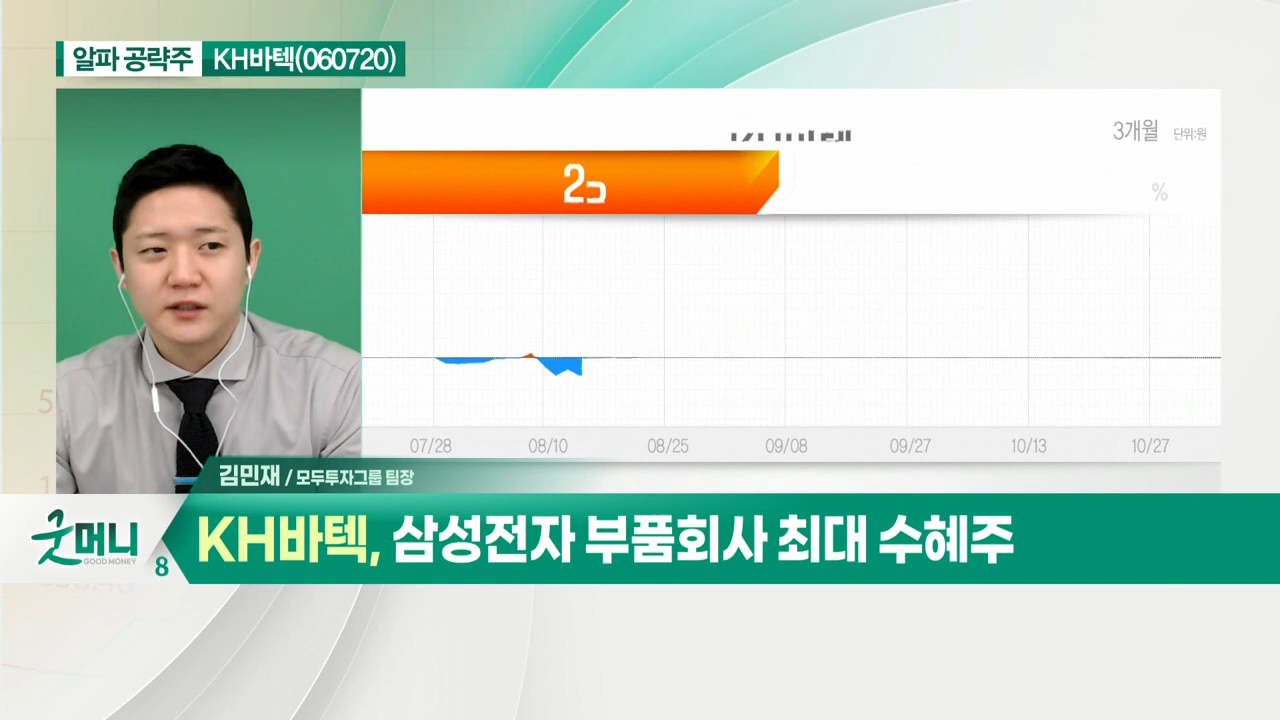 알파 공략주 KH바텍(060720)
3개월 단위:원
%
07/28 08/10 08/25 09/08 09/27 10/13 10/27
김민재 / 모두투자그룹 팀장
굿머니
GOOD MONEY
8
KH바텍, 삼성전자 부품회사 최대 수혜주